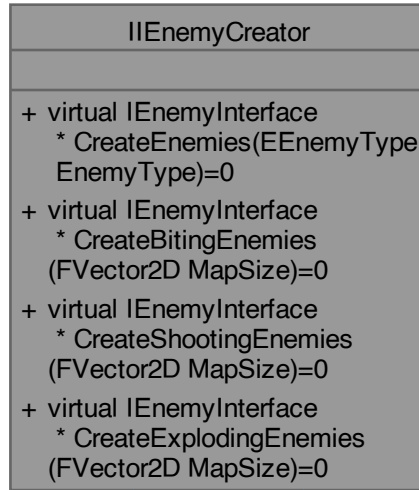 IIEnemyCreator
+ virtual IEnemyInterface
* CreateEnemies(EEnemyType
EnemyType)=0
+ virtual IEnemyInterface
* CreateBitingEnemies
(FVector2D MapSize)=0
+ virtual IEnemyInterface
* CreateShootingEnemies
(FVector2D MapSize)=0
+ virtual IEnemyInterface
* CreateExplodingEnemies
(FVector2D MapSize)=0